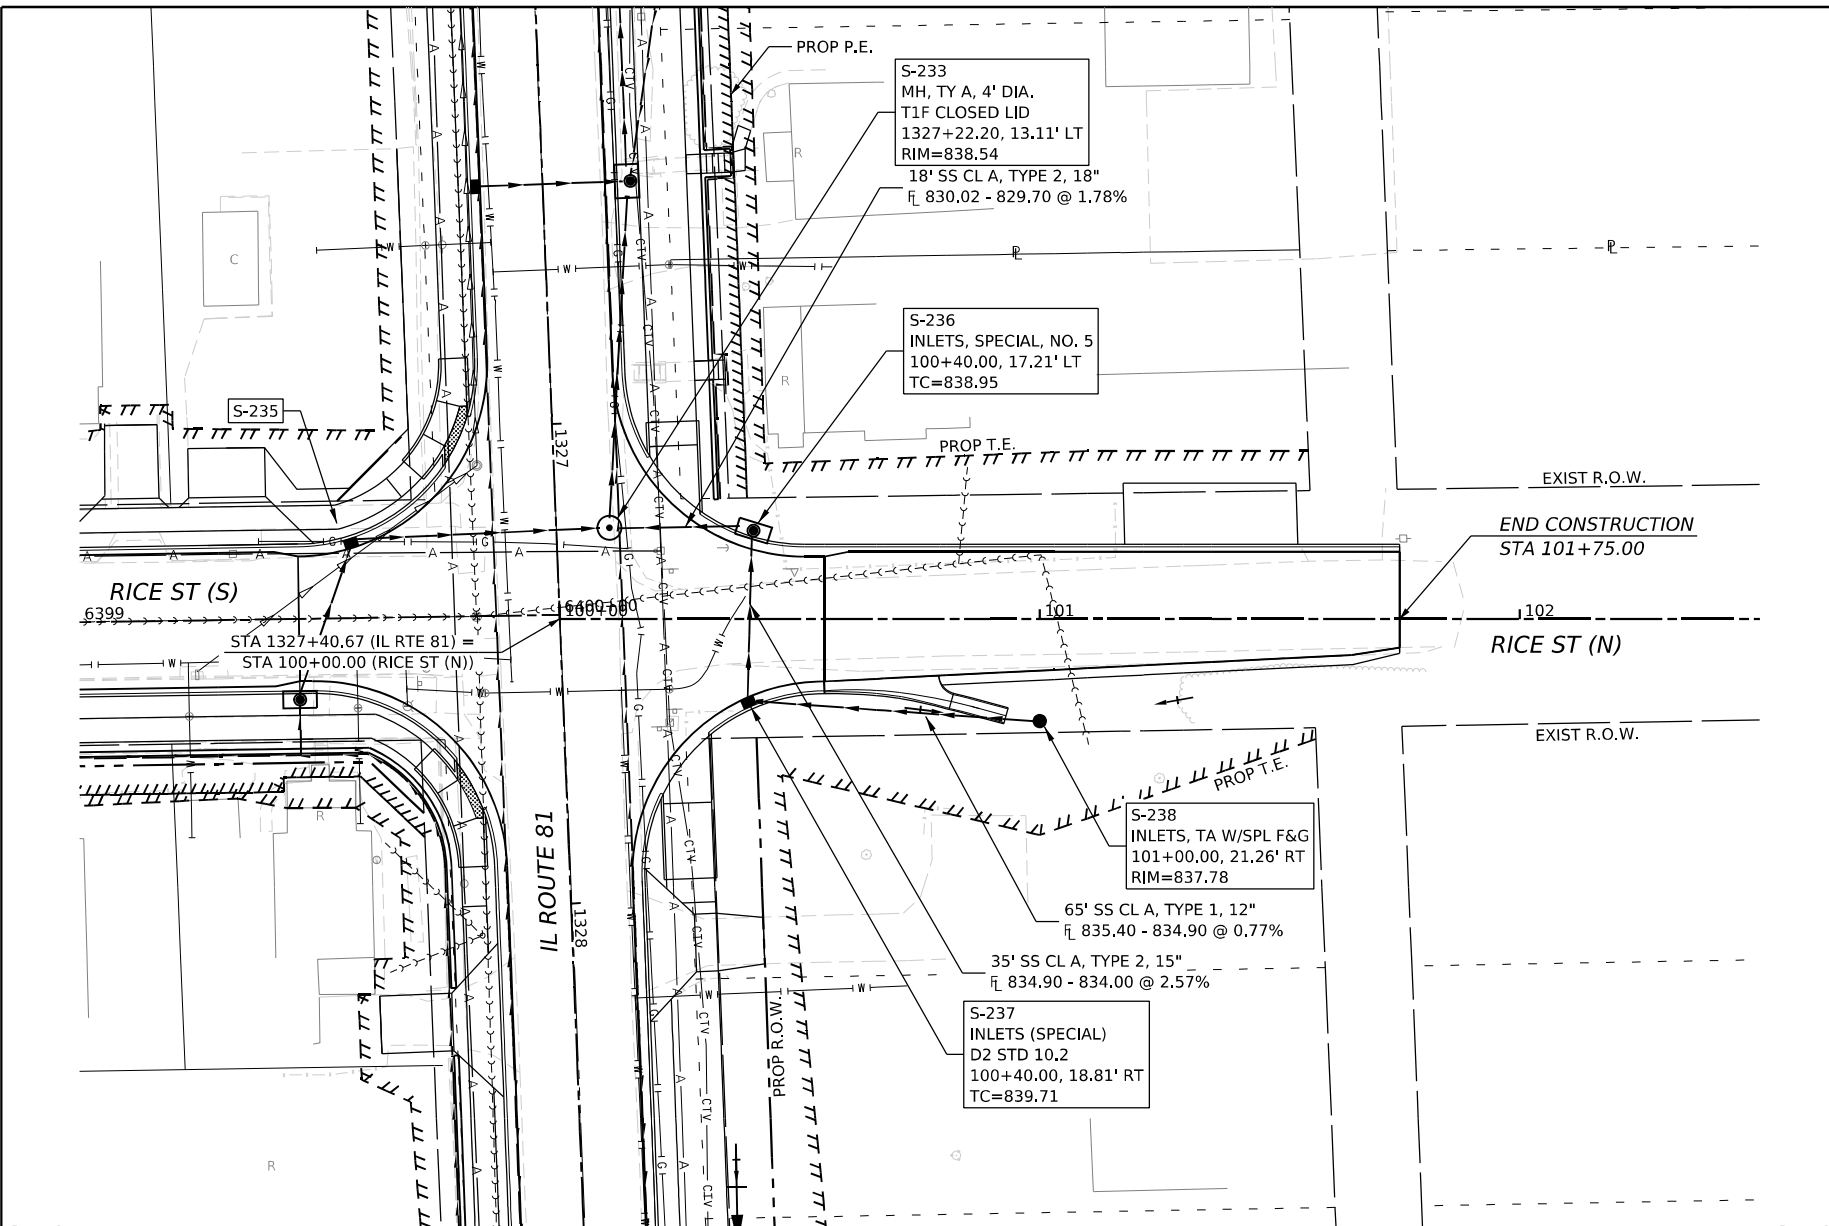 PROP P.E.
S-233
MH, TY A, 4' DIA.
T1F CLOSED LID
1327+22.20, 13.11' LT
RIM=838.54
18' SS CL A, TYPE 2, 18"
FL 830.02 - 829.70 @ 1.78%
S-236
INLETS, SPECIAL, NO. 5
100+40.00, 17.21' LT
TC=838.95
S-235
PROP T.E.
EXIST R.O.W.
END CONSTRUCTION
STA 101+75.00
1327
RICE ST (S)
6399
6400+00
100+00
101
102
RICE ST (N)
STA 1327+40.67 (IL RTE 81) =
STA 100+00.00 (RICE ST (N))
EXIST R.O.W.
PROP T.E.
S-238
INLETS, TA W/SPL F&G
101+00.00, 21.26' RT
RIM=837.78
IL ROUTE 81
1328
65' SS CL A, TYPE 1, 12"
FL 835.40 - 834.90 @ 0.77%
35' SS CL A, TYPE 2, 15"
FL 834.90 - 834.00 @ 2.57%
S-237
INLETS (SPECIAL)
D2 STD 10.2
100+40.00, 18.81' RT
TC=839.71
PROP R.O.W.
C
R
R
R
R
PL
PL